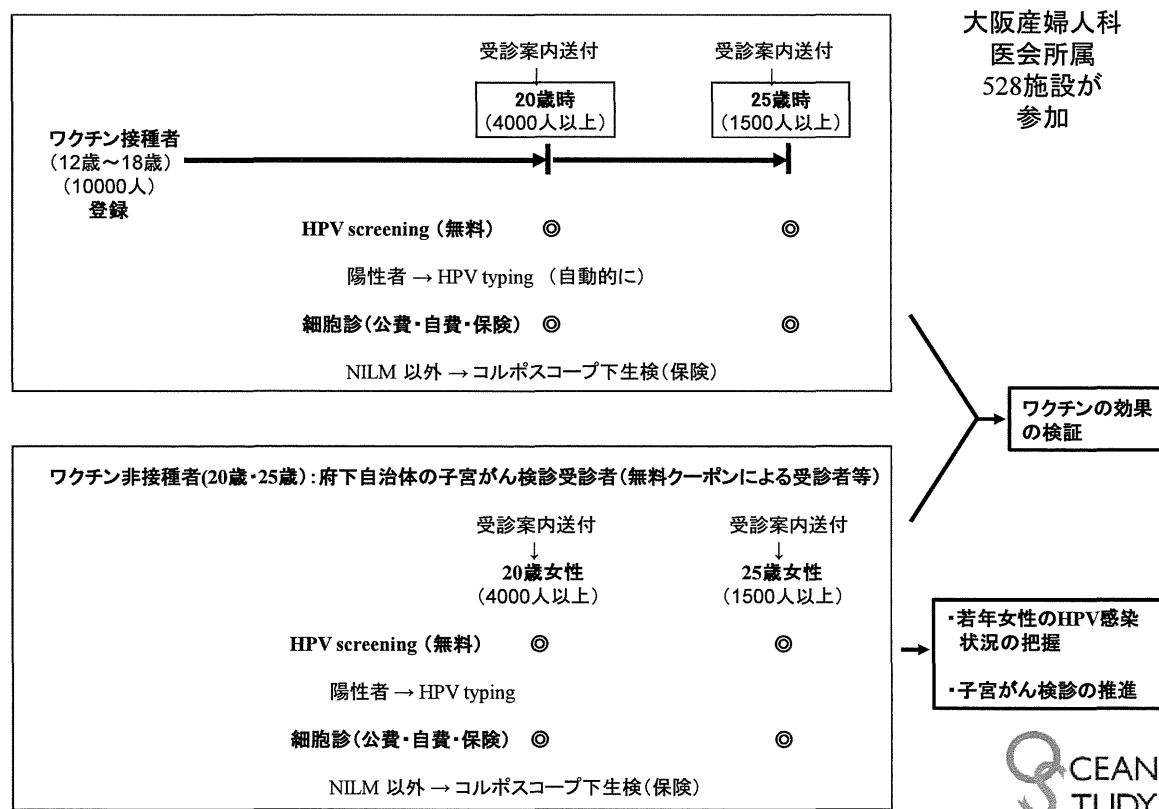 大阪産婦人科
医会所属
528施設が
参加
受診案内送付
受診案内送付
↓
↓
20歳時
(4000人以上)
25歳時
(1500人以上)
ワクチン接種者
(12歳～18歳)
(10000人)
登録
HPV screening (無料) ◎ ◎
陽性者 → HPV typing (自動的に)
細胞診(公費・自費・保険) ◎ ◎
NILM 以外 → コルポスコープ下生検(保険)
ワクチンの効果
の検証
ワクチン非接種者(20歳・25歳):府下自治体の子宮がん検診受診者(無料クーポンによる受診者等)
受診案内送付
受診案内送付
↓
↓
20歳女性
(4000人以上)
25歳女性
(1500人以上)
HPV screening (無料) ◎ ◎
陽性者 → HPV typing
細胞診(公費・自費・保険) ◎ ◎
NILM 以外 → コルポスコープ下生検(保険)
・若年女性のHPV感染
状況の把握
・子宮がん検診の推進
OCEAN
STUDY